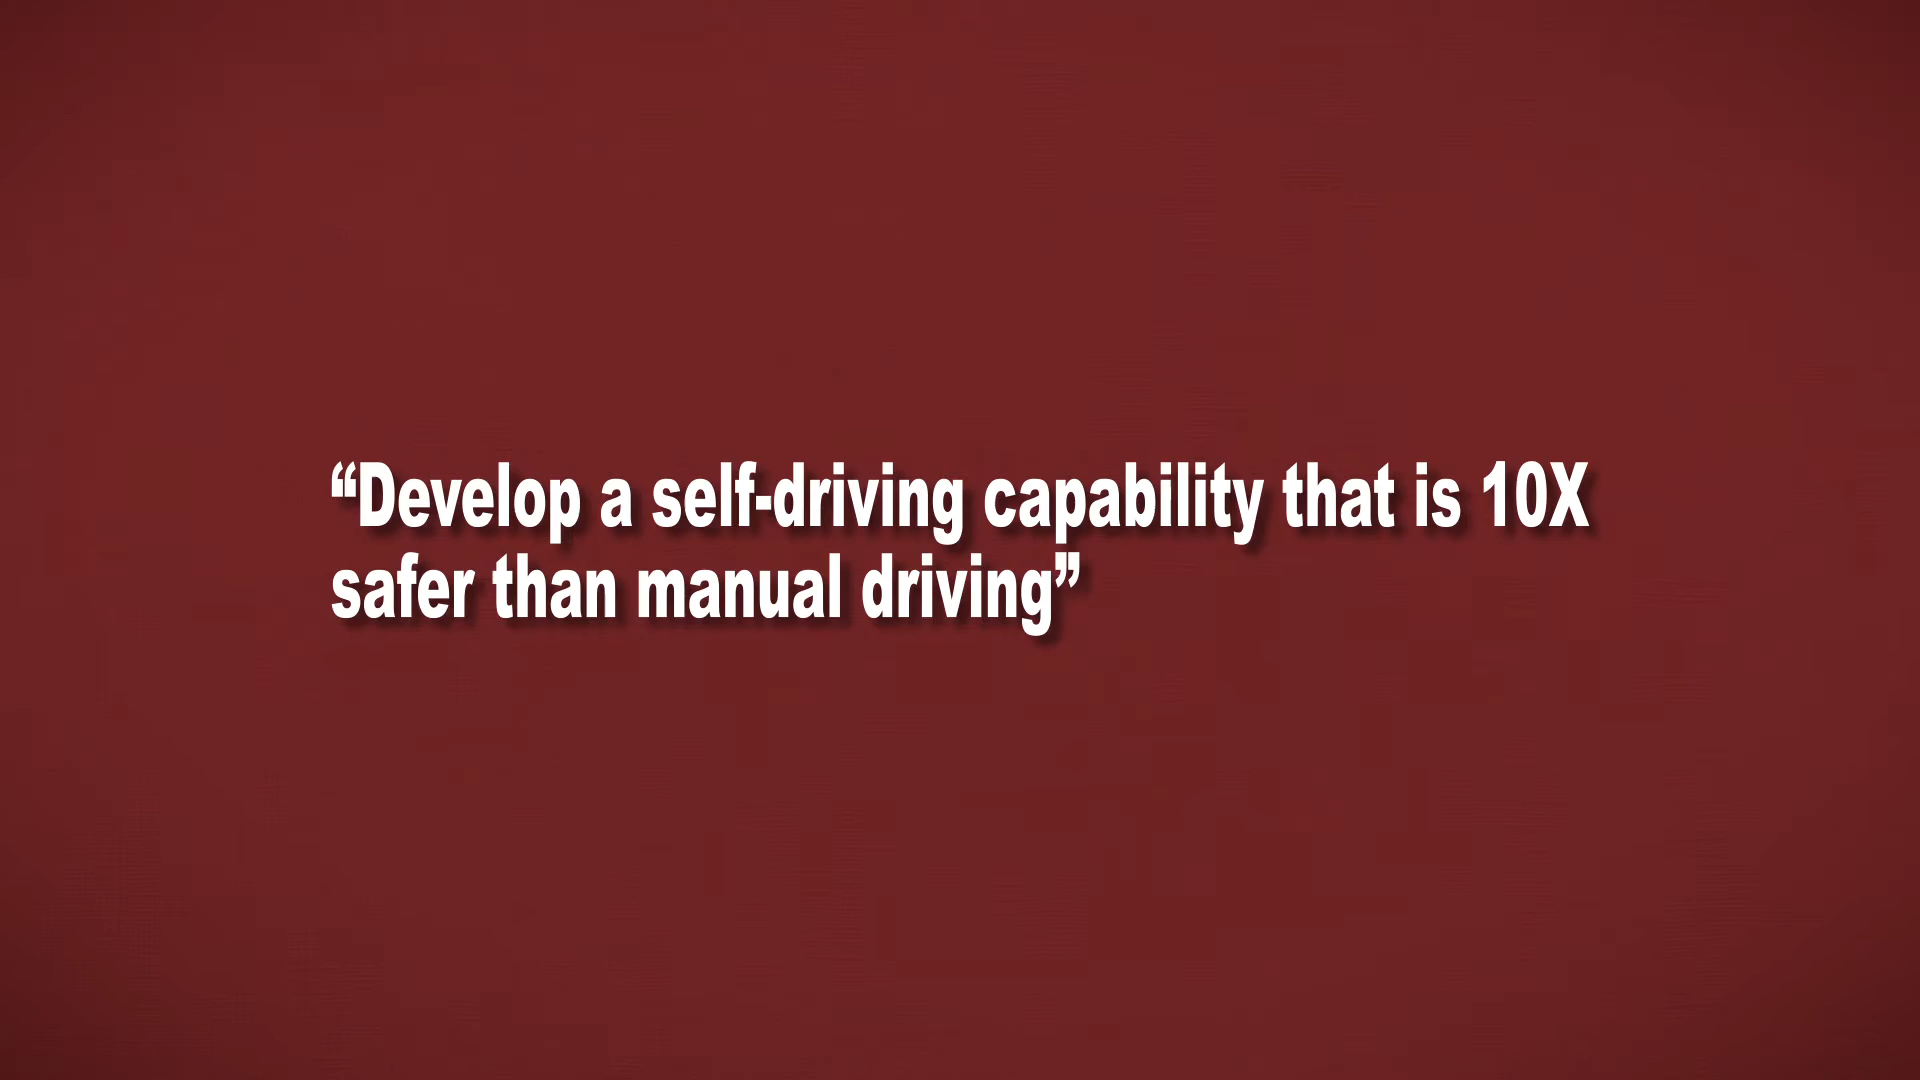 “Develop a self-driving capability that is 10X
safer than manual driving”